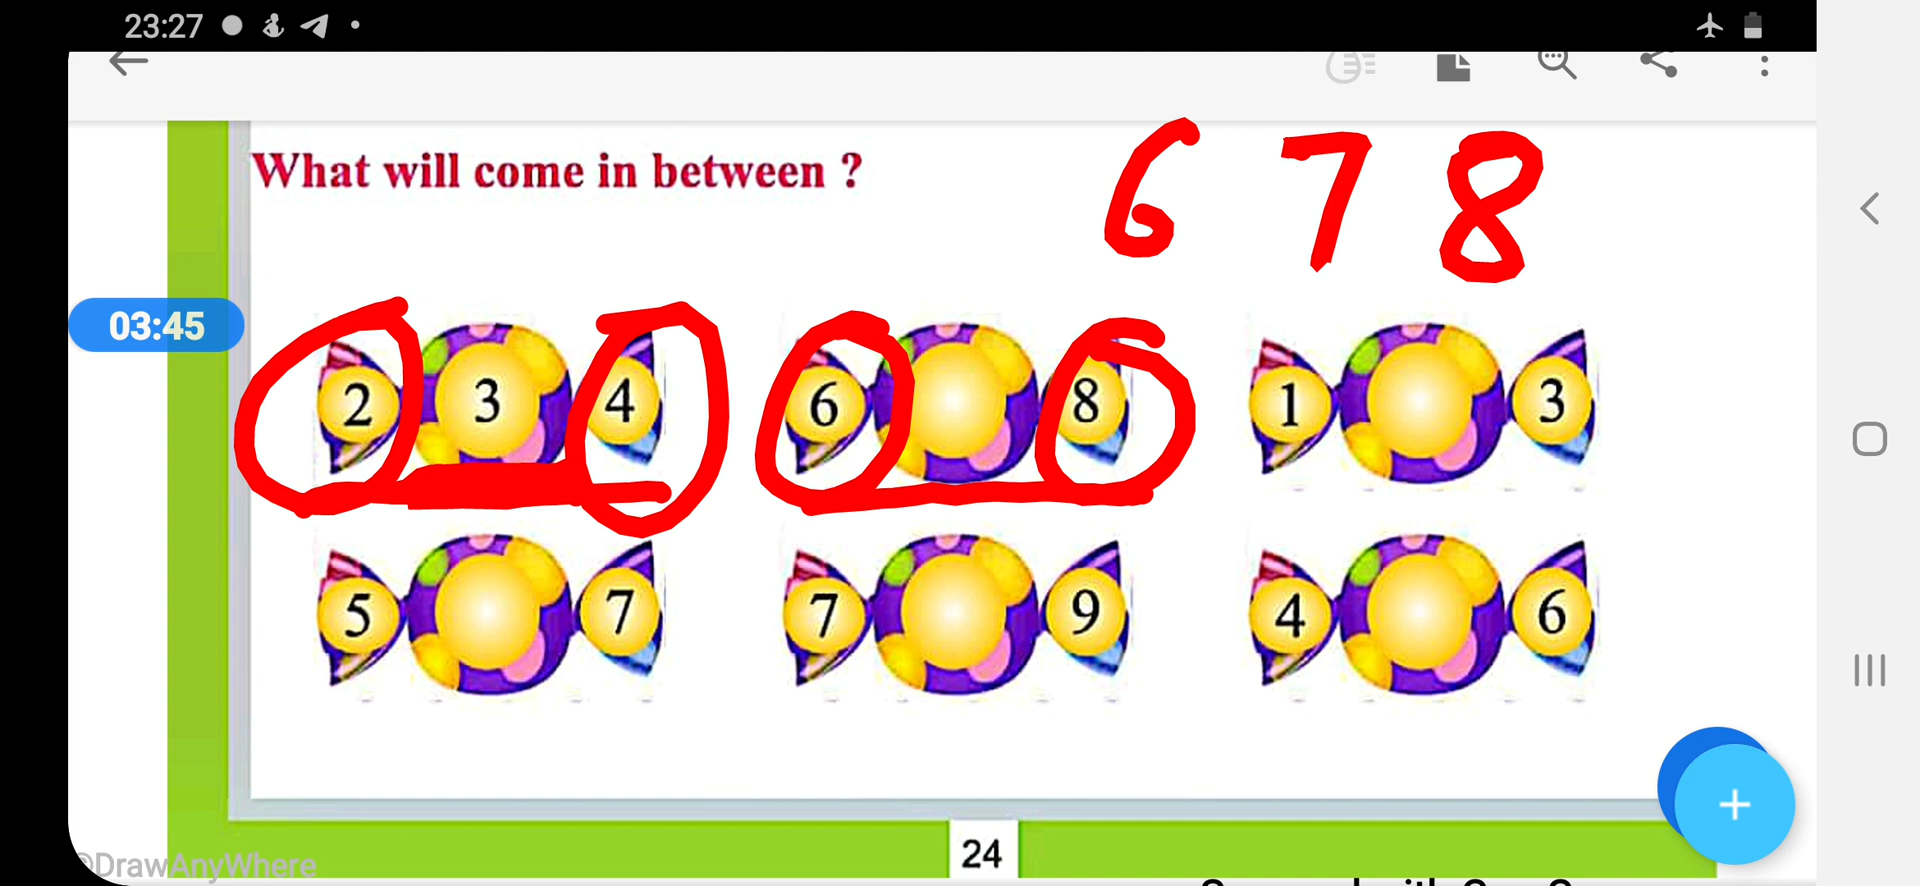 23:27
What will come in between ?
6 7 8
03:45
2 3 4 6 8 1 3
5 7 7 9 4 6
24
©DrawAnyWhere